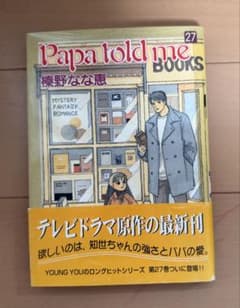 27
Papa told me
榛野なな恵
BOOKS
MYSTERY
FANTASY
ROMANCE
テレビドラマ原作の最新刊
欲しいのは、知世ちゃんの強さとパパの愛。
YOUNG YOUのロングヒットシリーズ 第27巻ついに登場!!